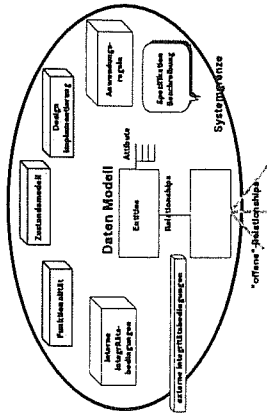 Funktionalität
Zustandsmodell
Design
Implementierung
Anwendungs-
regeln
Interne
Integritäts-
bedingungen
Daten Modell
Entities
Attribute
Relationships
Spezifikation
Beschreibung
Systemgrenze
externe Integritätsbedingungen
"offene" Relationships